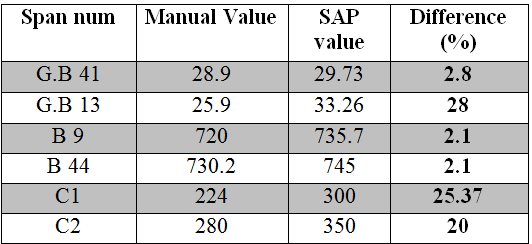 Span num Manual Value SAP value Difference (%)
G.B 41 28.9 29.73 2.8
G.B 13 25.9 33.26 28
B 9 720 735.7 2.1
B 44 730.2 745 2.1
C1 224 300 25.37
C2 280 350 20